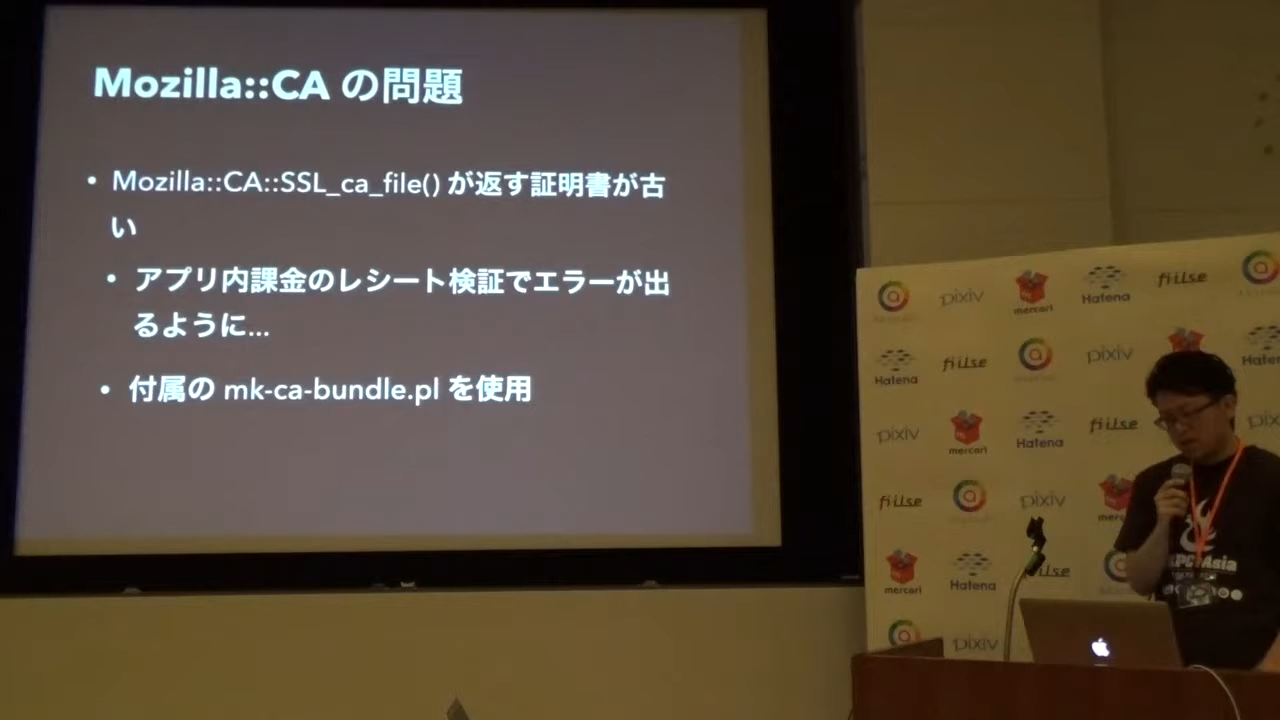 Mozilla::CA の問題
• Mozilla::CA::SSL_ca_file() が返す証明書が古
い
• アプリ内課金のレシート検証でエラーが出
るように...
• 付属の mk-ca-bundle.pl を使用
pixiv
mercari
Hatena
fiilse
Hatena
fiilse
pixiv
Hatena
pixiv
mercari
Hatena
fiilse
fiilse
pixiv
mercari
Hatena
pixiv